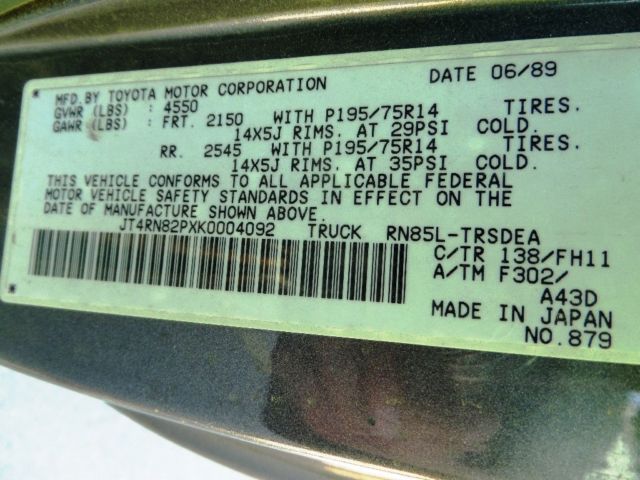 MFD. BY TOYOTA MOTOR CORPORATION DATE 06/89
GVWR (LBS) : 4550
GAWR (LBS) : FRT. 2150 WITH P195/75R14 TIRES.
14X5J RIMS. AT 29PSI COLD.
RR. 2545 WITH P195/75R14 TIRES.
14X5J RIMS. AT 35PSI COLD.
THIS VEHICLE CONFORMS TO ALL APPLICABLE FEDERAL
MOTOR VEHICLE SAFETY STANDARDS IN EFFECT ON THE
DATE OF MANUFACTURE SHOWN ABOVE.
JT4RN82PXK0004092 TRUCK RN85L-TRSDEA
C/TR 138/FH11
A/TM F302/
A43D
MADE IN JAPAN
NO.879